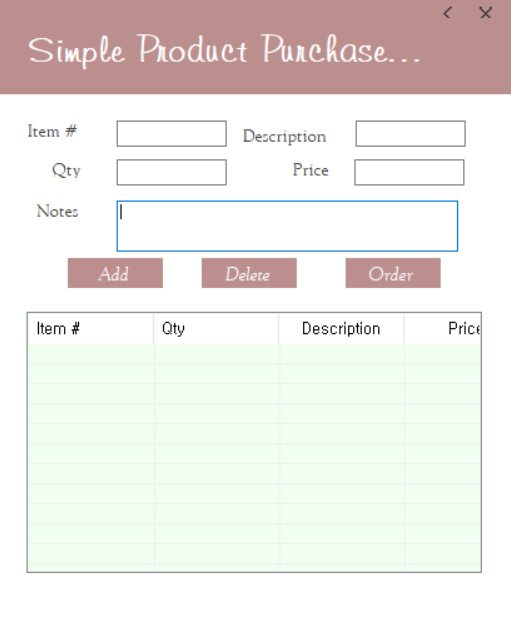 Simple Product Purchase...
Item # Description
Qty Price
Notes
Add Delete Order
Item # Qty Description Price